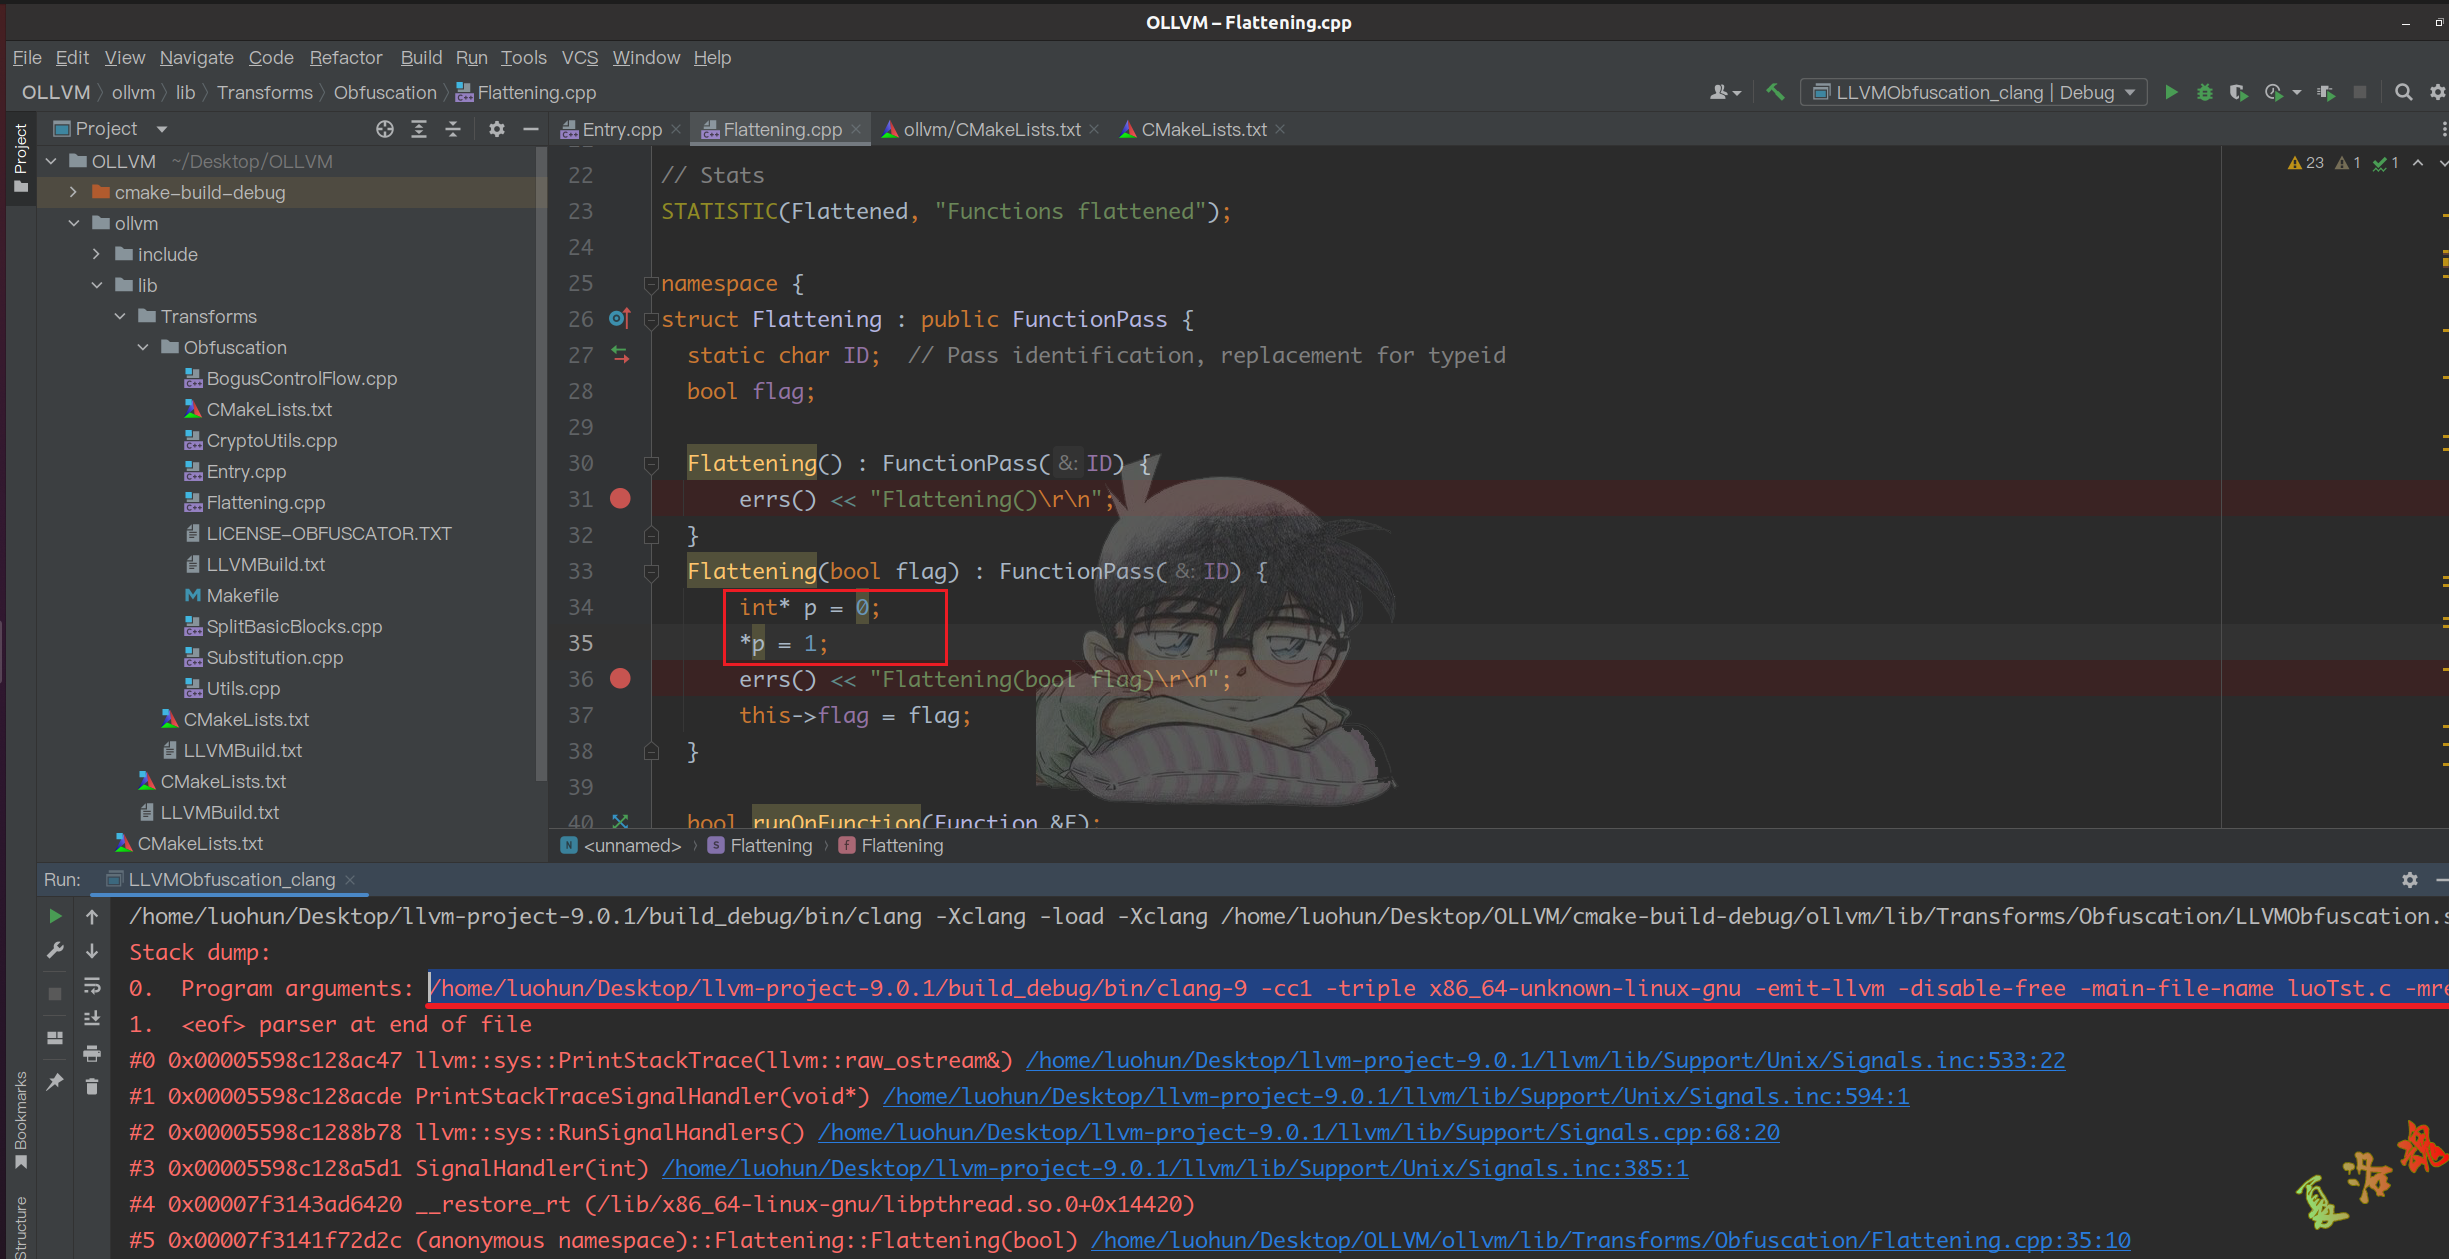 OLLVM – Flattening.cpp
File Edit View Navigate Code Refactor Build Run Tools VCS Window Help
OLLVM ollvm lib Transforms Obfuscation Flattening.cpp
LLVMObfuscation_clang | Debug
Project
Project
Entry.cpp Flattening.cpp ollvm/CMakeLists.txt CMakeLists.txt
OLLVM ~/Desktop/OLLVM
cmake-build-debug
ollvm
include
lib
Transforms
Obfuscation
BogusControlFlow.cpp
CMakeLists.txt
CryptoUtils.cpp
Entry.cpp
Flattening.cpp
LICENSE-OBFUSCATOR.TXT
LLVMBuild.txt
Makefile
SplitBasicBlocks.cpp
Substitution.cpp
Utils.cpp
CMakeLists.txt
LLVMBuild.txt
CMakeLists.txt
LLVMBuild.txt
CMakeLists.txt
23 1 1
22 // Stats
23 STATISTIC(Flattened, "Functions flattened");
24
25 namespace {
26 struct Flattening : public FunctionPass {
27 static char ID; // Pass identification, replacement for typeid
28 bool flag;
29
30 Flattening() : FunctionPass( &: ID) {
31 errs() << "Flattening()\r\n";
32 }
33 Flattening(bool flag) : FunctionPass( &: ID) {
34 int* p = 0;
35 *p = 1;
36 errs() << "Flattening(bool flag)\r\n";
37 this->flag = flag;
38 }
39
40 bool runOnFunction(Function &F);
N <unnamed> S Flattening f Flattening
Run: LLVMObfuscation_clang
/home/luohun/Desktop/llvm-project-9.0.1/build_debug/bin/clang -Xclang -load -Xclang /home/luohun/Desktop/OLLVM/cmake-build-debug/ollvm/lib/Transforms/Obfuscation/LLVMObfuscation.s
Stack dump:
0. Program arguments: /home/luohun/Desktop/llvm-project-9.0.1/build_debug/bin/clang-9 -cc1 -triple x86_64-unknown-linux-gnu -emit-llvm -disable-free -main-file-name luoTst.c -mre
1. <eof> parser at end of file
#0 0x00005598c128ac47 llvm::sys::PrintStackTrace(llvm::raw_ostream&) /home/luohun/Desktop/llvm-project-9.0.1/llvm/lib/Support/Unix/Signals.inc:533:22
#1 0x00005598c128acde PrintStackTraceSignalHandler(void*) /home/luohun/Desktop/llvm-project-9.0.1/llvm/lib/Support/Unix/Signals.inc:594:1
#2 0x00005598c1288b78 llvm::sys::RunSignalHandlers() /home/luohun/Desktop/llvm-project-9.0.1/llvm/lib/Support/Signals.cpp:68:20
#3 0x00005598c128a5d1 SignalHandler(int) /home/luohun/Desktop/llvm-project-9.0.1/llvm/lib/Support/Unix/Signals.inc:385:1
#4 0x00007f3143ad6420 __restore_rt (/lib/x86_64-linux-gnu/libpthread.so.0+0x14420)
#5 0x00007f3141f72d2c (anonymous namespace)::Flattening::Flattening(bool) /home/luohun/Desktop/OLLVM/ollvm/lib/Transforms/Obfuscation/Flattening.cpp:35:10
Bookmarks
Structure